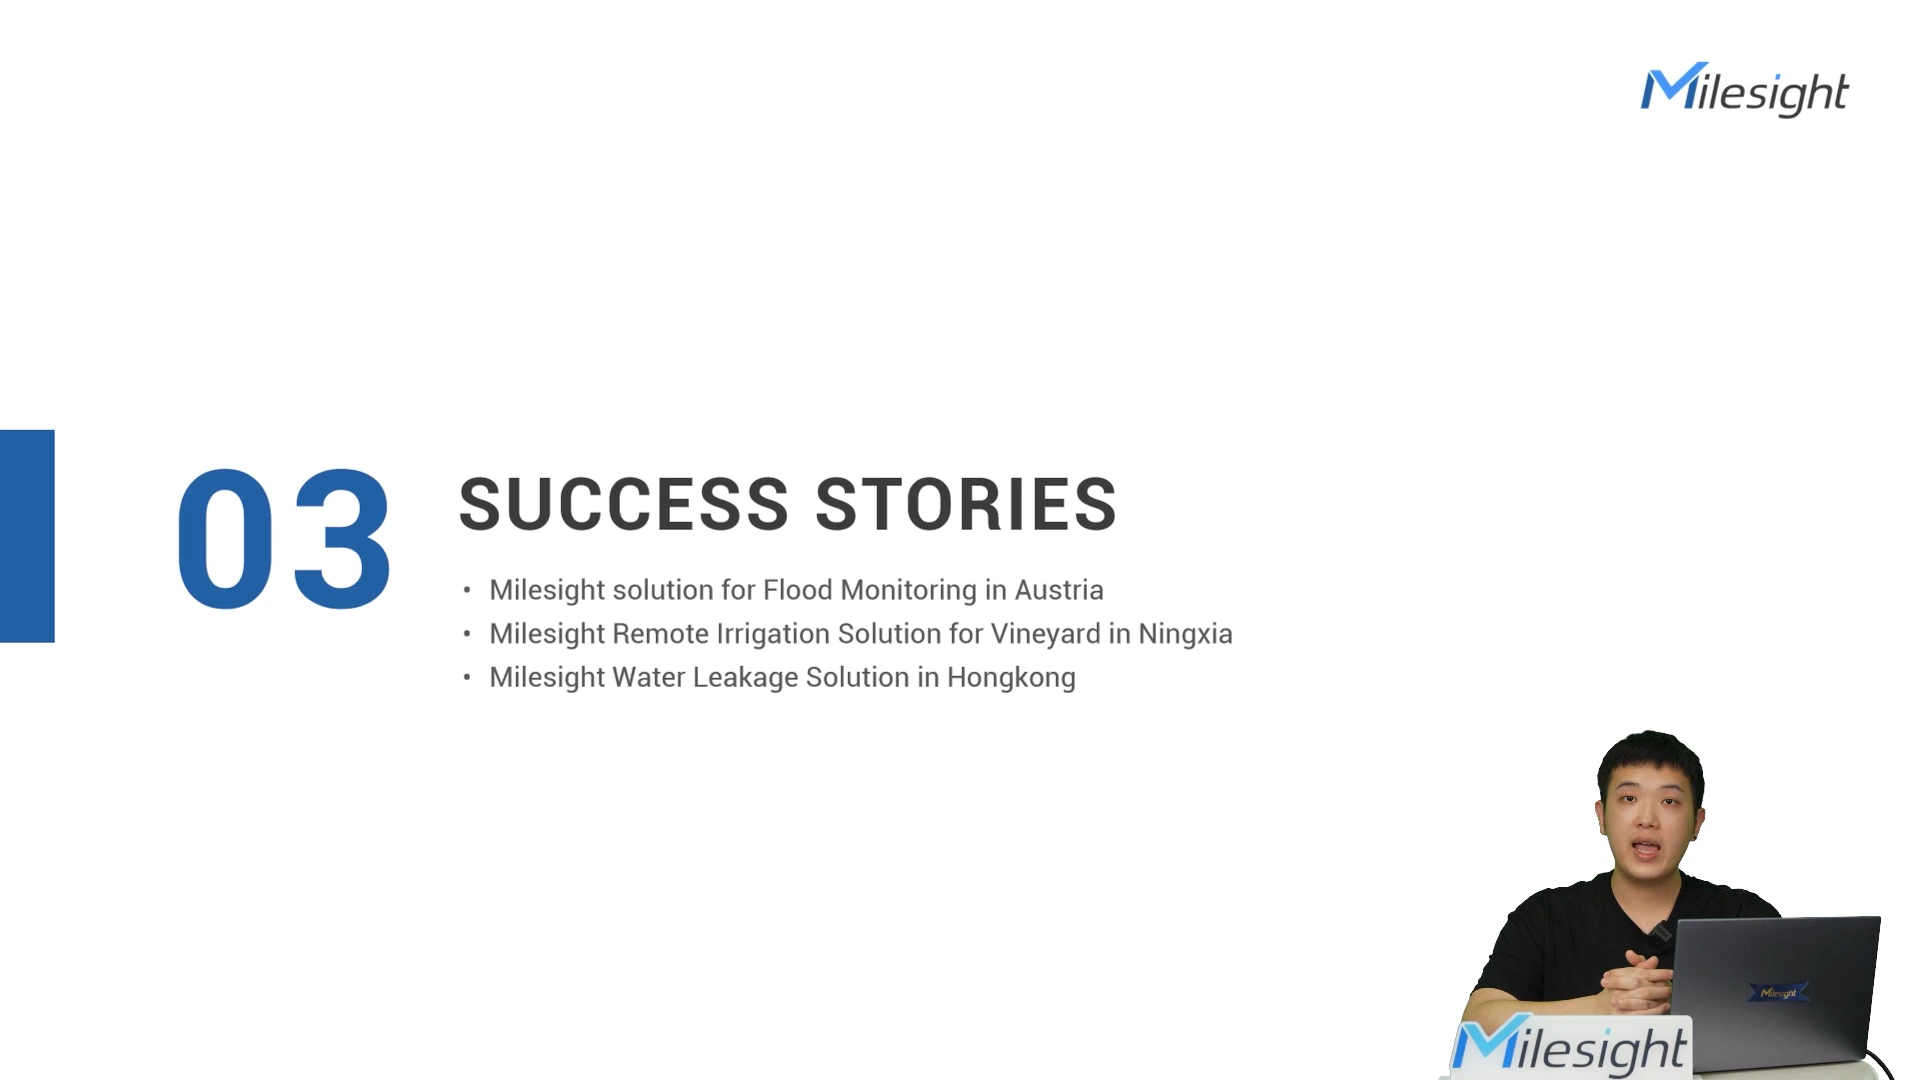 Milesight
03
SUCCESS STORIES
• Milesight solution for Flood Monitoring in Austria
• Milesight Remote Irrigation Solution for Vineyard in Ningxia
• Milesight Water Leakage Solution in Hongkong
Milesight
Milesight